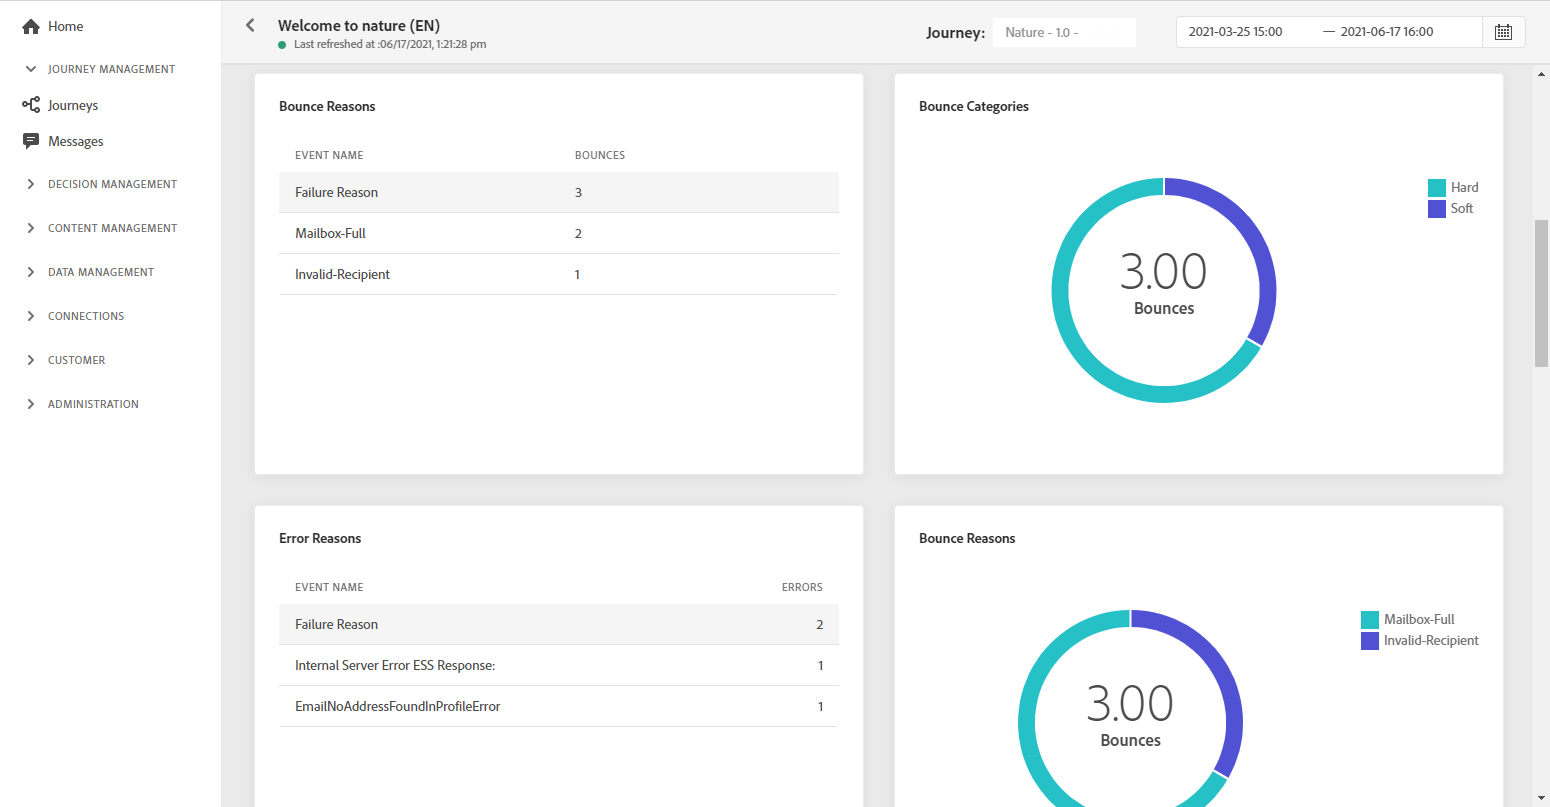 Home
JOURNEY MANAGEMENT
Journeys
Messages
DECISION MANAGEMENT
CONTENT MANAGEMENT
DATA MANAGEMENT
CONNECTIONS
CUSTOMER
ADMINISTRATION
Welcome to nature (EN)
Last refreshed at :06/17/2021, 1:21:28 pm
Journey: Nature - 1.0 -
2021-03-25 15:00 — 2021-06-17 16:00
Bounce Reasons
EVENT NAME BOUNCES
Failure Reason 3
Mailbox-Full 2
Invalid-Recipient 1
Bounce Categories
Hard
Soft
3.00
Bounces
Error Reasons
EVENT NAME ERRORS
Failure Reason 2
Internal Server Error ESS Response: 1
EmailNoAddressFoundInProfileError 1
Bounce Reasons
Mailbox-Full
Invalid-Recipient
3.00
Bounces